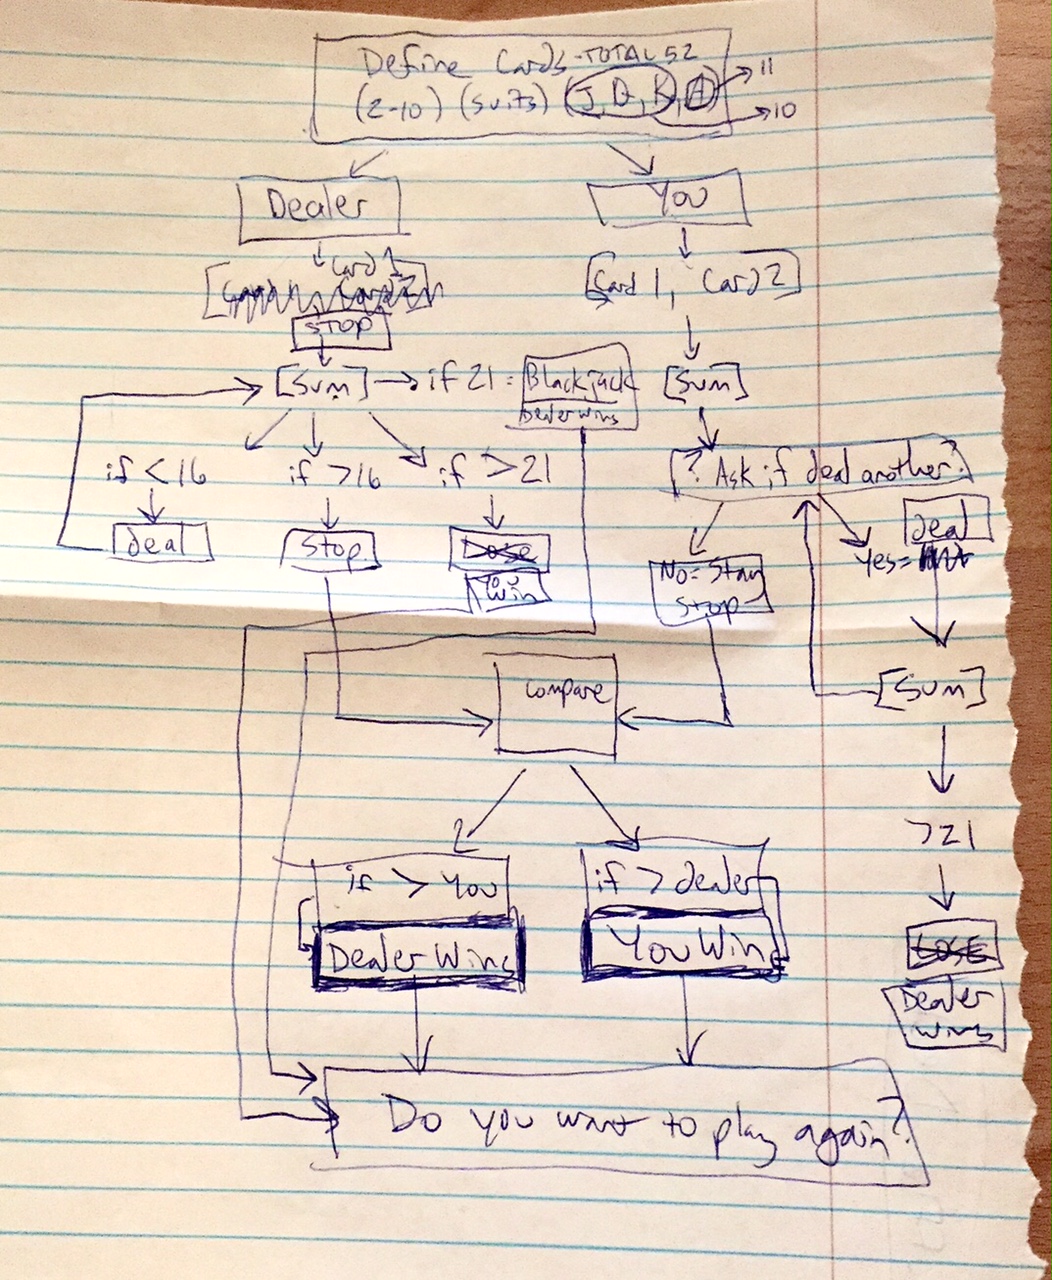 Define Cards-TOTAL 52
(2-10) (suits) (J, Q, K, A) 11
10
Dealer
You
Card 1
Card 1, Card 2
STOP
[Sum] if 21 = Blackjack
Dealer wins
[Sum]
if < 16
if > 16
if > 21
? Ask if deal another?
deal
Stop
Lose
You
Win
No = Stay
Stop
deal
Yes =
[Sum]
Compare
> 21
if > You
if > dealer
Dealer Wins
You Win
LOSE
Dealer
wins
Do you want to play again?